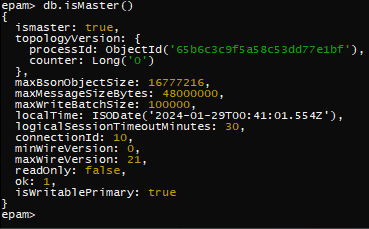 epam> db.isMaster()
{
  ismaster: true,
  topologyVersion: {
    processId: ObjectId('65b6c3c9f5a58c53dd77e1bf'),
    counter: Long('0')
  },
  maxBsonObjectSize: 16777216,
  maxMessageSizeBytes: 48000000,
  maxWriteBatchSize: 100000,
  localTime: ISODate('2024-01-29T00:41:01.554Z'),
  logicalSessionTimeoutMinutes: 30,
  connectionId: 10,
  minWireVersion: 0,
  maxWireVersion: 21,
  readOnly: false,
  ok: 1,
  isWritablePrimary: true
}
epam>